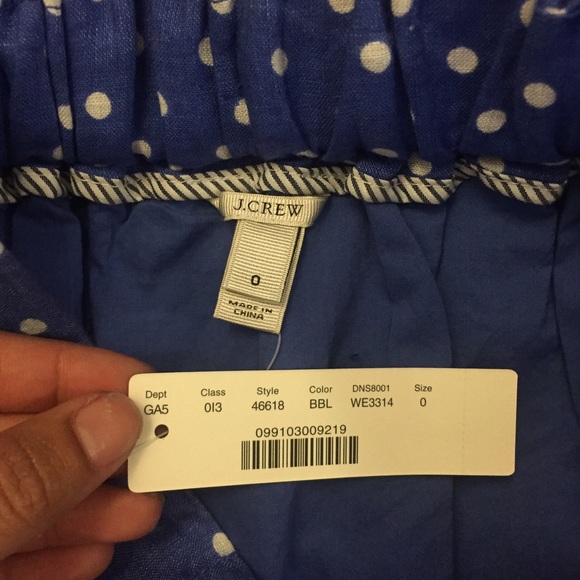 J.CREW
0
MADE IN
CHINA
Dept Class Style Color DNS8001 Size
GA5 0I3 46618 BBL WE3314 0
099103009219